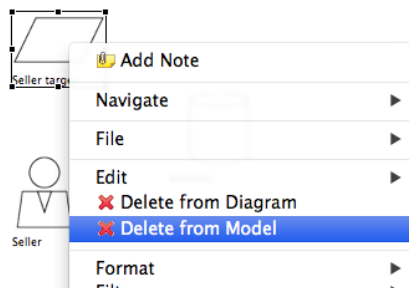 Add Note
Seller targ
Navigate
File
Edit
Delete from Diagram
Delete from Model
Seller
Format